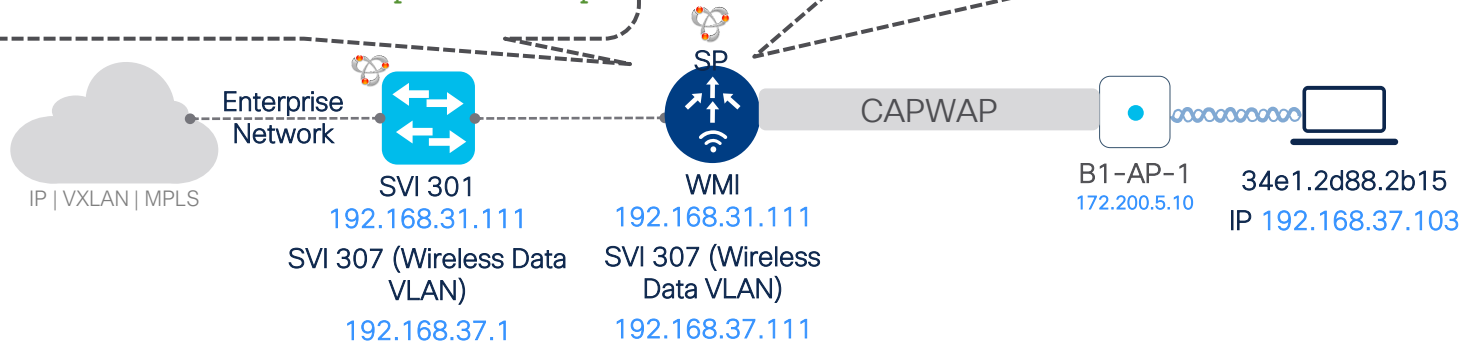 SP
Enterprise
Network
CAPWAP
IP | VXLAN | MPLS
SVI 301
192.168.31.111
SVI 307 (Wireless Data
VLAN)
192.168.37.1
WMI
192.168.31.111
SVI 307 (Wireless
Data VLAN)
192.168.37.111
B1-AP-1
172.200.5.10
34e1.2d88.2b15
IP 192.168.37.103